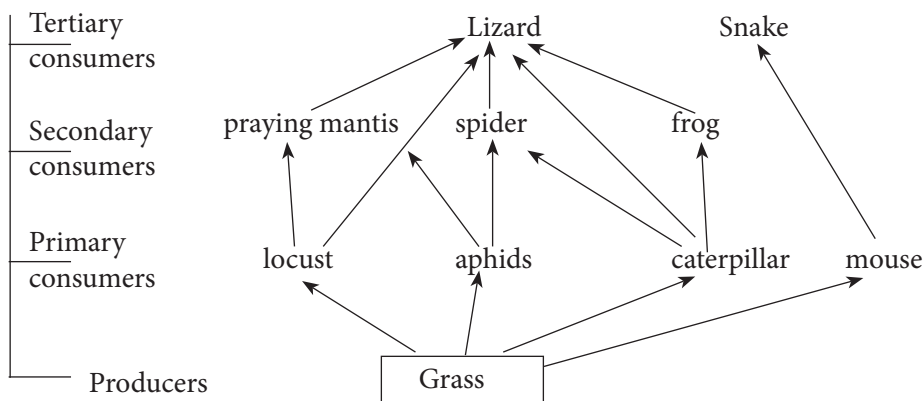 Tertiary
consumers
Lizard
Snake
Secondary
consumers
praying mantis
spider
frog
Primary
consumers
locust
aphids
caterpillar
mouse
Producers
Grass